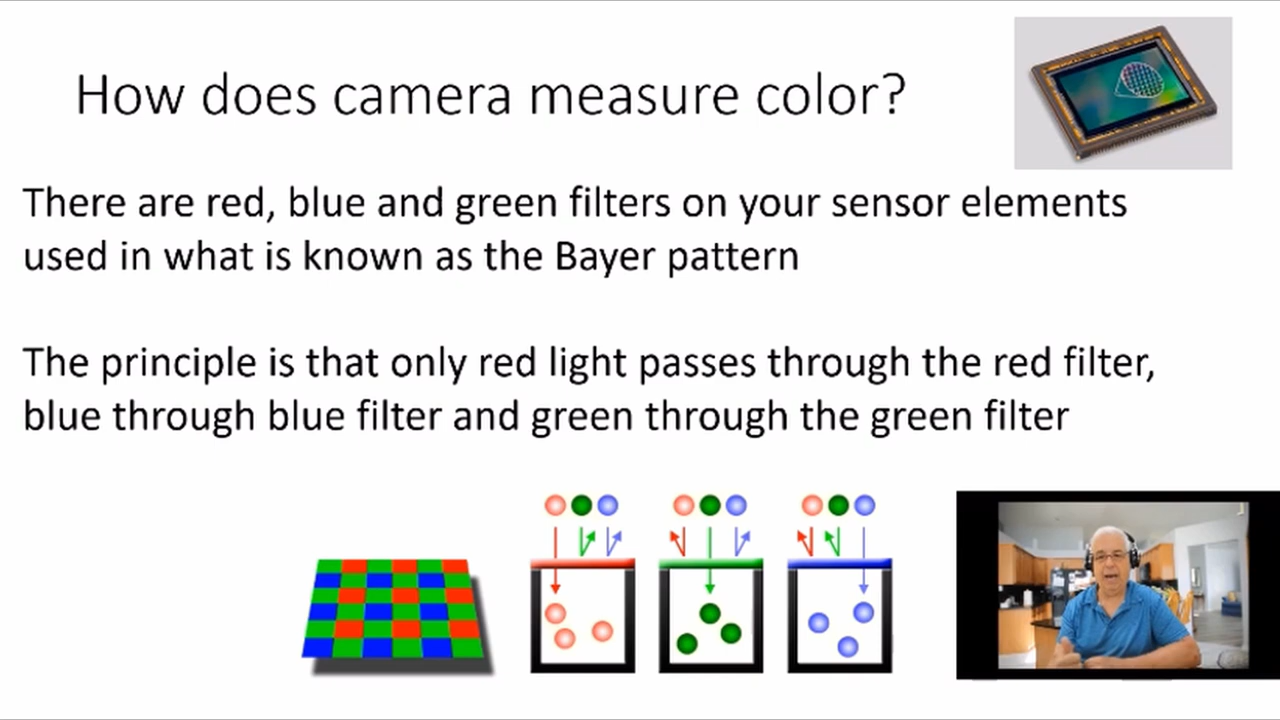 How does camera measure color?
There are red, blue and green filters on your sensor elements
used in what is known as the Bayer pattern
The principle is that only red light passes through the red filter,
blue through blue filter and green through the green filter